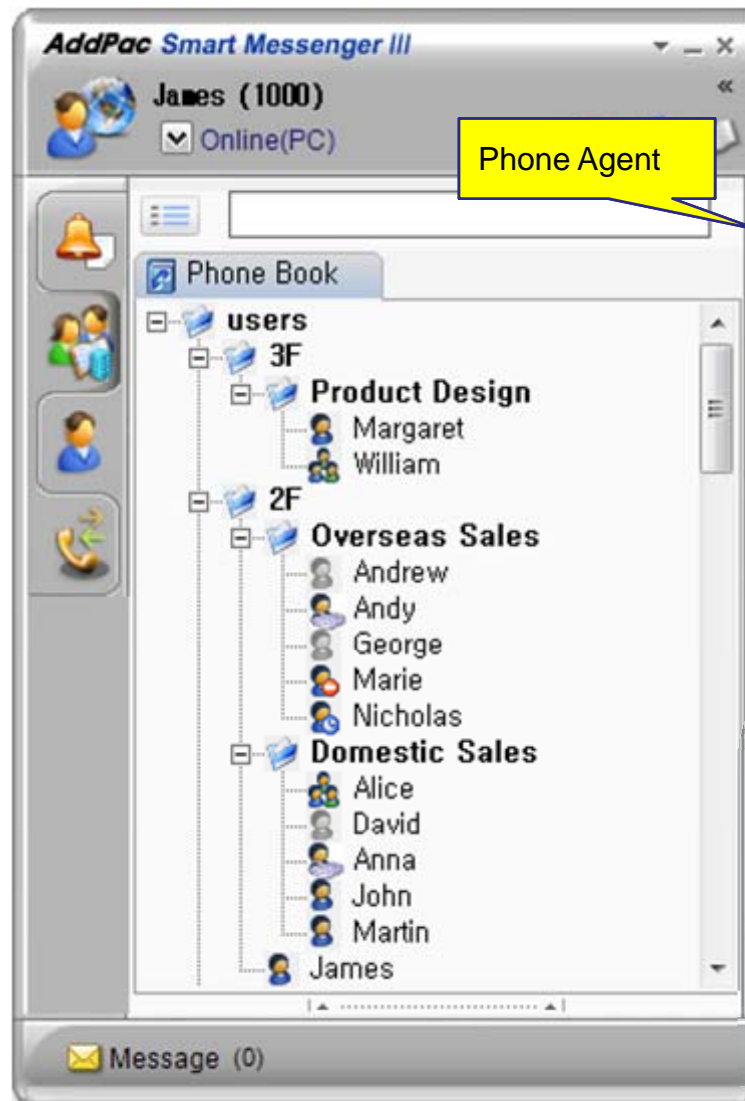 AddPac Smart Messenger III
James (1000)
Online(PC)
Phone Agent
Phone Book
users
3F
Product Design
Margaret
William
2F
Overseas Sales
Andrew
Andy
George
Marie
Nicholas
Domestic Sales
Alice
David
Anna
John
Martin
James
Message (0)